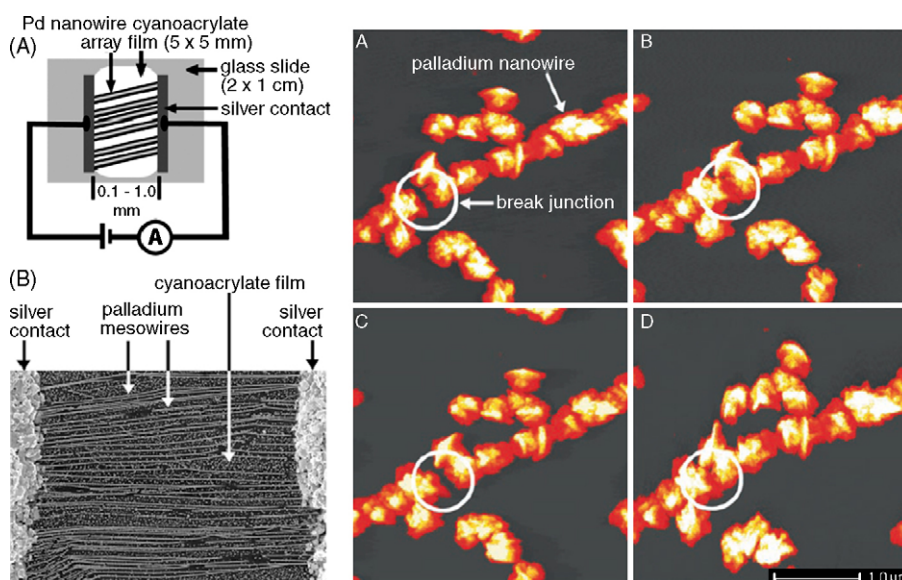 Pd nanowire cyanoacrylate
(A)
array film (5 x 5 mm)
glass slide
(2 x 1 cm)
silver contact
0.1 - 1.0
mm
A
(B)
cyanoacrylate film
silver
contact
palladium
mesowires
silver
contact
A
palladium nanowire
break junction
B
C
D